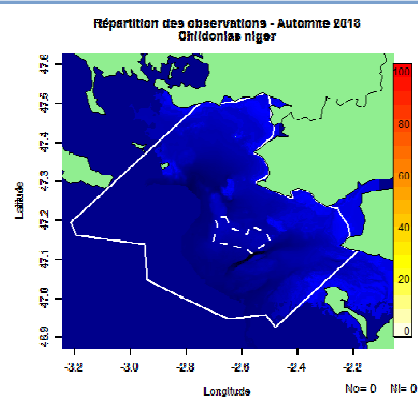 Répartition des observations - Automne 2013
Chlidonias niger
47.6
47.5
47.4
47.3
47.2
47.1
47.0
46.9
Latitude
100
80
60
40
20
0
-3.2 -3.0 -2.8 -2.6 -2.4 -2.2
Longitude
No= 0 Ni= 0